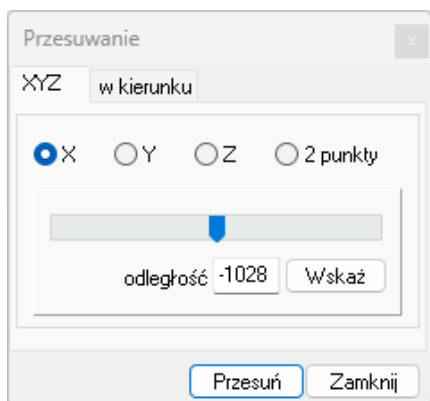 Przesuwanie
XYZ w kierunku
X Y Z 2 punkty
odległość -1028 Wskaż
Przesuń Zamknij